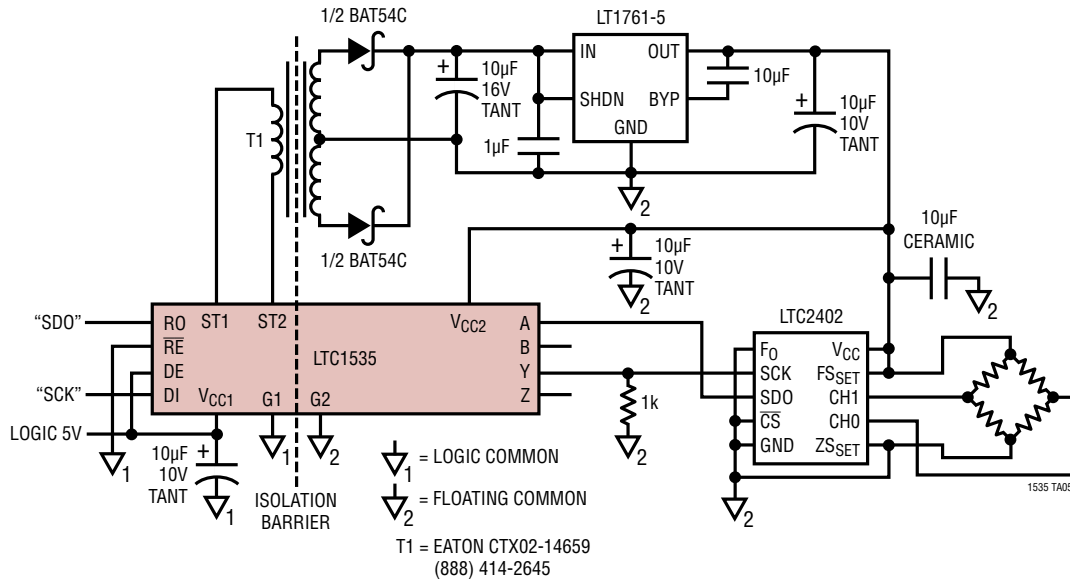 1/2 BAT54C
LT1761-5
T1
10µF
16V
TANT
+
1µF
IN
OUT
SHDN
BYP
GND
10µF
+
10µF
10V
TANT
2
1/2 BAT54C
+
10µF
10V
TANT
2
10µF
CERAMIC
2
"SDO"
"SCK"
LOGIC 5V
RO
RE
DE
DI
ST1
ST2
VCC1
G1
G2
LTC1535
VCC2
A
B
Y
Z
1k
2
LTC2402
FO
VCC
SCK
FSSET
SDO
CH1
CS
CH0
GND
ZSSET
2
1
+
10µF
10V
TANT
1
1
2
ISOLATION
BARRIER
1
= LOGIC COMMON
2
= FLOATING COMMON
T1 = EATON CTX02-14659
(888) 414-2645
1535 TA05